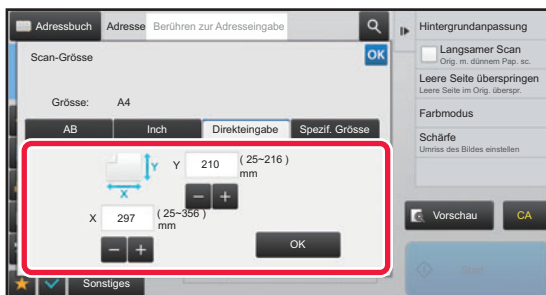 Adressbuch
Adresse
Berühren zur Adresseingabe
Scan-Grösse
OK
Grösse: A4
AB
Inch
Direkteingabe
Spezif. Grösse
Y
X
Y
210
(25~216)
mm
X
297
(25~356)
mm
OK
Sonstiges
Hintergrundanpassung
Langsamer Scan
Orig. m. dünnem Pap. sc.
Leere Seite überspringen
Leere Seite im Orig. überspr.
Farbmodus
Schärfe
Umriss des Bildes einstellen
Vorschau
CA
Start